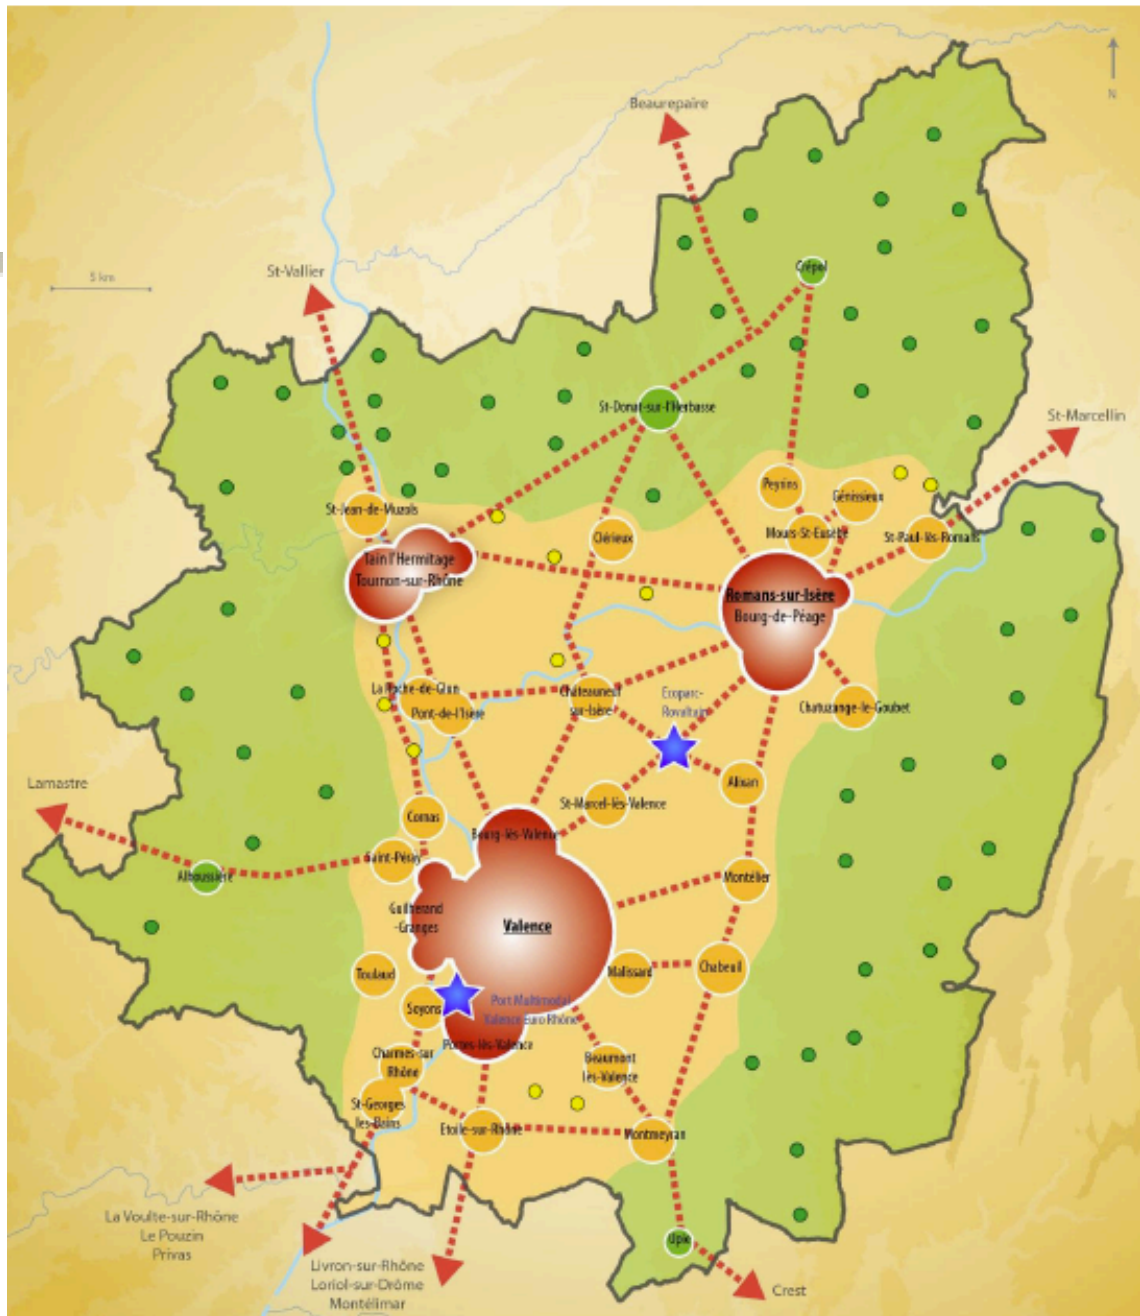 Beaurepaire
N
St-Vallier
5 km
Crépol
St-Donat-sur-l'Herbasse
St-Marcellin
Peyrins
Génissieux
St-Jean-de-Muzols
Clérieux
Mours-St-Eusèbe
St-Paul-lès-Romans
Tain l'Hermitage
Tournon-sur-Rhône
Romans-sur-Isère
Bourg-de-Péage
La Roche-de-Glun
Pont-de-l'Isère
Châteauneuf
sur-Isère
Ecoparc-
Rovaltain
Chatuzange-le-Goubet
Lamastre
Alixan
St-Marcel-lès-Valence
Cornas
Bourg-lès-Valence
Saint-Péray
Alboussière
Montélier
Guilherand
-Granges
Valence
Toulaud
Malissard
Chabeuil
Soyons
Port Multimodal
Valence Euro Rhône
Portes-lès-Valence
Charmes-sur
Rhône
Beaumont
lès-Valence
St-Georges
les-Bains
Etoile-sur-Rhône
Montmeyran
La Voulte-sur-Rhône
Le Pouzin
Privas
Livron-sur-Rhône
Loriol-sur-Drôme
Montélimar
Upie
Crest